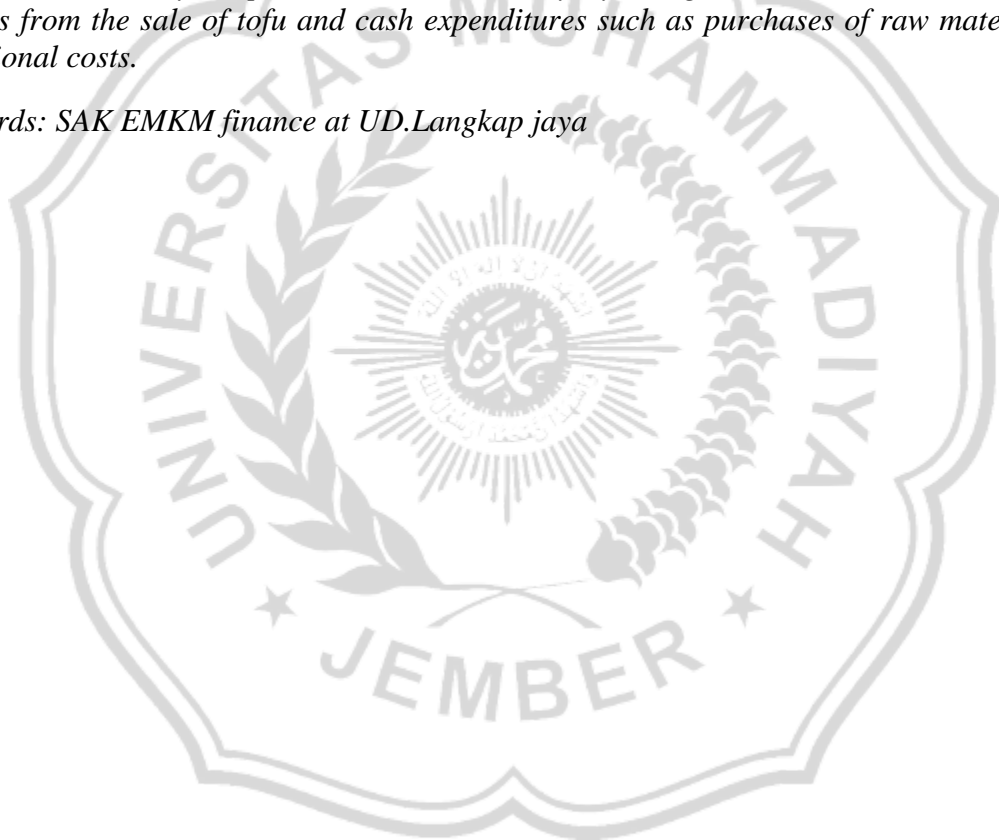 s from the sale of tofu and cash expenditures such as purchases of raw mate
ional costs.
rds: SAK EMKM finance at UD.Langkap jaya
UNIVERSITAS MUHAMMADIYAH
JEMBER